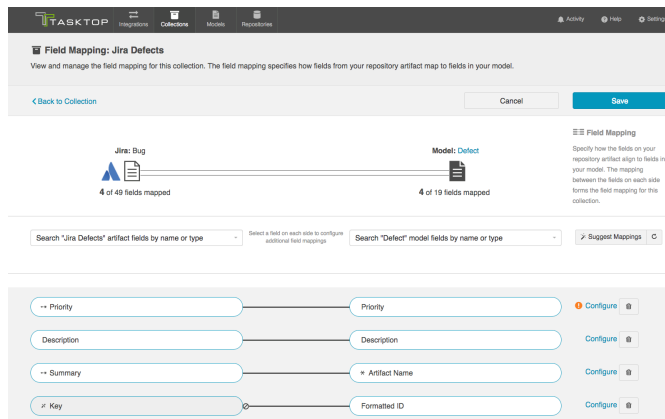 TASKTOP
Integrations
Collections
Models
Repositories
Activity
Help
Settings
Field Mapping: Jira Defects
View and manage the field mapping for this collection. The field mapping specifies how fields from your repository artifact map to fields in your model.
Back to Collection
Cancel
Save
Field Mapping
Specify how the fields on your
repository artifact align to fields in
your model. The mapping
between the fields on each side
forms the field mapping for this
collection.
Jira: Bug
Model: Defect
4 of 49 fields mapped
4 of 19 fields mapped
Search "Jira Defects" artifact fields by name or type
Select a field on each side to configure
additional field mappings
Search "Defect" model fields by name or type
Suggest Mappings
Priority
Priority
Configure
Description
Description
Configure
Summary
* Artifact Name
Configure
Key
Formatted ID
Configure